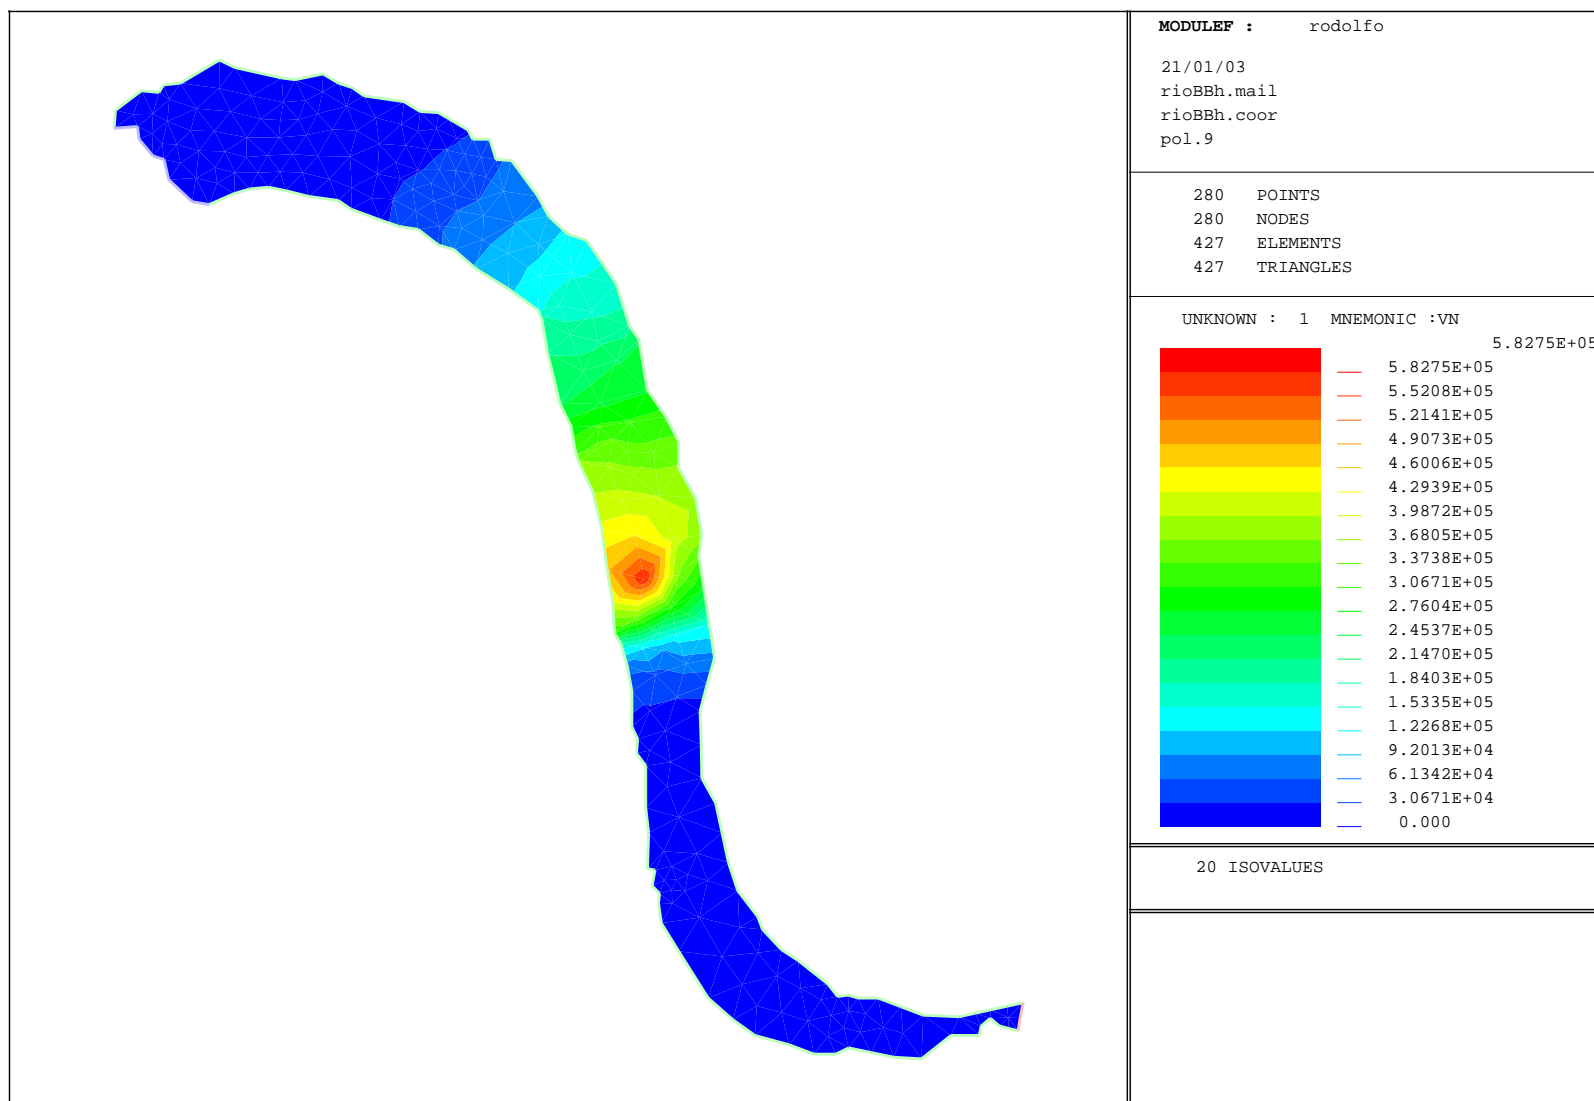 MODULEF : rodolfo
21/01/03
rioBBh.mail
rioBBh.coor
pol.9
280 POINTS
280 NODES
427 ELEMENTS
427 TRIANGLES
UNKNOWN : 1 MNEMONIC :VN
5.8275E+05
5.8275E+05
5.5208E+05
5.2141E+05
4.9073E+05
4.6006E+05
4.2939E+05
3.9872E+05
3.6805E+05
3.3738E+05
3.0671E+05
2.7604E+05
2.4537E+05
2.1470E+05
1.8403E+05
1.5335E+05
1.2268E+05
9.2013E+04
6.1342E+04
3.0671E+04
0.000
20 ISOVALUES